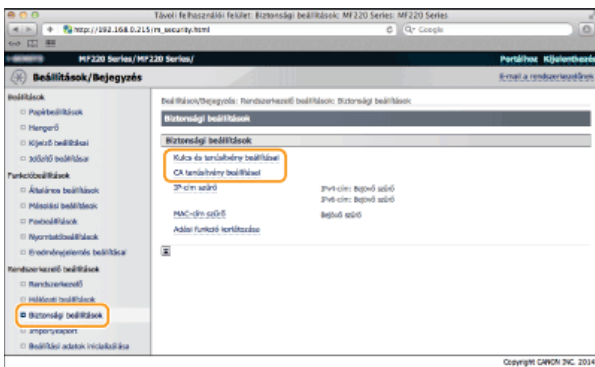 Távoli felhasználói felület: Biztonsági beállítások: MF220 Series: MF220 Series
http://192.168.0.215/m_security.html
Google
MF220 Series/MF220 Series/
Portálhoz Kijelentkezés
Beállítások/Bejegyzés
E-mail a rendszerkezelőnek
Beállítások
Papírbeállítások
Hengerő
Kijelző beállításai
Időzítő beállításai
Funkcióbeállítások
Általános beállítások
Másolási beállítások
Faxbeállítások
Nyomtatóbeállítások
Eredményjelentés beállításai
Rendszerkezelő beállítások
Rendszerkezelő
Hálózati beállítások
Biztonsági beállítások
Import/export
Beállítási adatok inicializálása
Beállítások/Bejegyzés: Rendszerkezelő beállítások: Biztonsági beállítások
Biztonsági beállítások
Biztonsági beállítások
Kulcs és tanúsítvány beállításai
CA tanúsítvány beállításai
IP-cím szűrő
IPv4-cím: Bejövő szűrő
IPv6-cím: Bejövő szűrő
MAC-cím szűrő
Bejövő szűrő
Adási funkció korlátozása
Copyright CANON INC. 2014